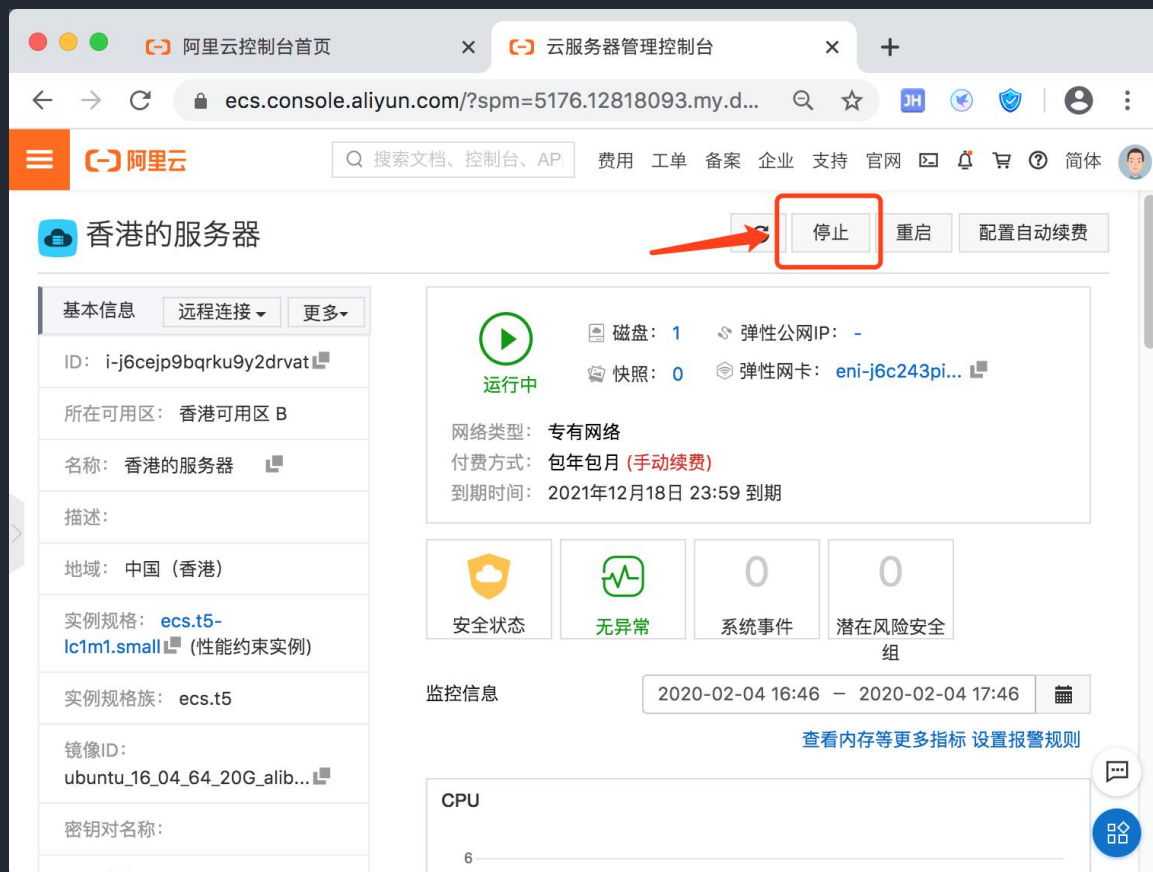 阿里云控制台首页
云服务器管理控制台
ecs.console.aliyun.com/?spm=5176.12818093.my.d...
JH
阿里云
搜索文档、控制台、AP
费用 工单 备案 企业 支持 官网 简体
香港的服务器
停止 重启 配置自动续费
基本信息 远程连接 更多
ID: i-j6cejp9bqrku9y2drvat
所在可用区: 香港可用区 B
名称: 香港的服务器
描述:
地域: 中国（香港）
实例规格: ecs.t5-
lc1m1.small (性能约束实例)
实例规格族: ecs.t5
镜像ID:
ubuntu_16_04_64_20G_alib...
密钥对名称:
运行中
磁盘: 1 弹性公网IP: -
快照: 0 弹性网卡: eni-j6c243pi...
网络类型: 专有网络
付费方式: 包年包月 (手动续费)
到期时间: 2021年12月18日 23:59 到期
安全状态
无异常
0
系统事件
0
潜在风险安全
组
监控信息
2020-02-04 16:46 – 2020-02-04 17:46
查看内存等更多指标 设置报警规则
CPU
6